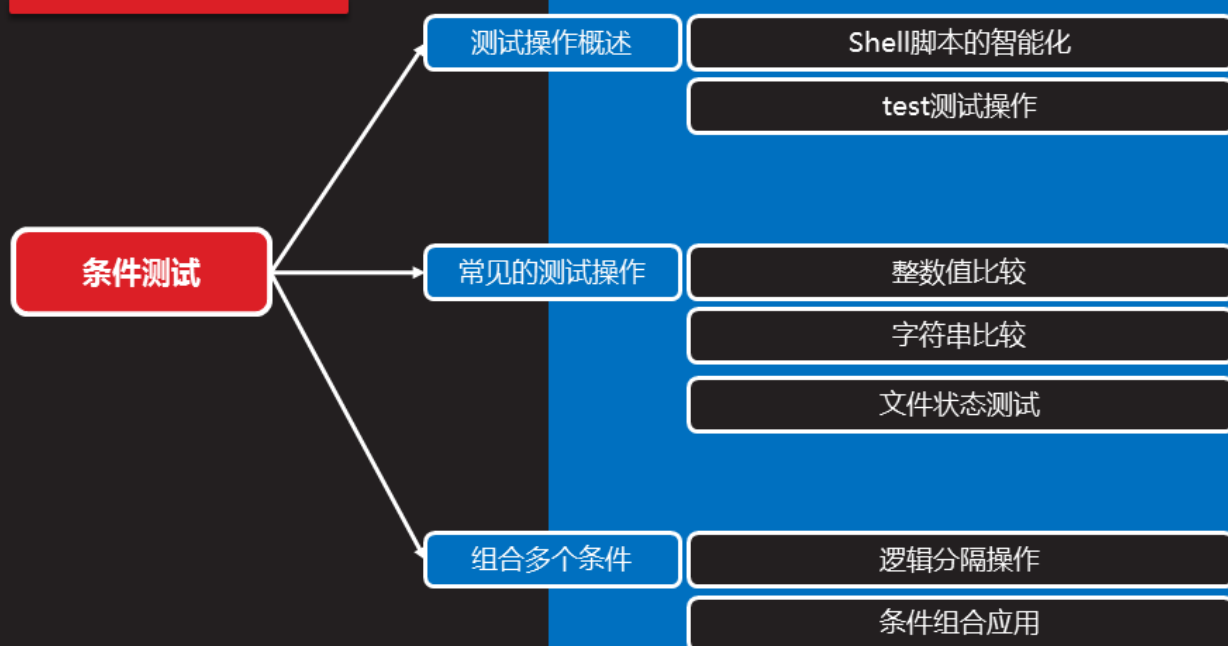 测试操作概述
Shell脚本的智能化
test测试操作
条件测试
常见的测试操作
整数值比较
字符串比较
文件状态测试
组合多个条件
逻辑分隔操作
条件组合应用